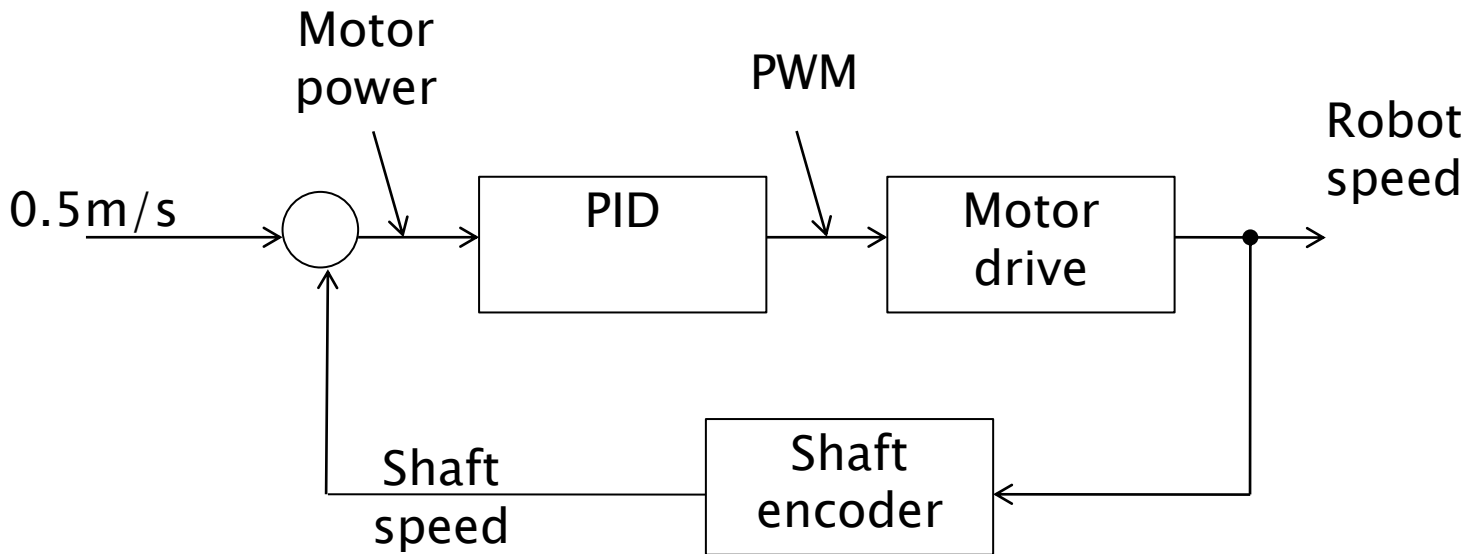 Motor
power
PWM
Robot
speed
0.5m/s
PID
Motor
drive
Shaft
speed
Shaft
encoder